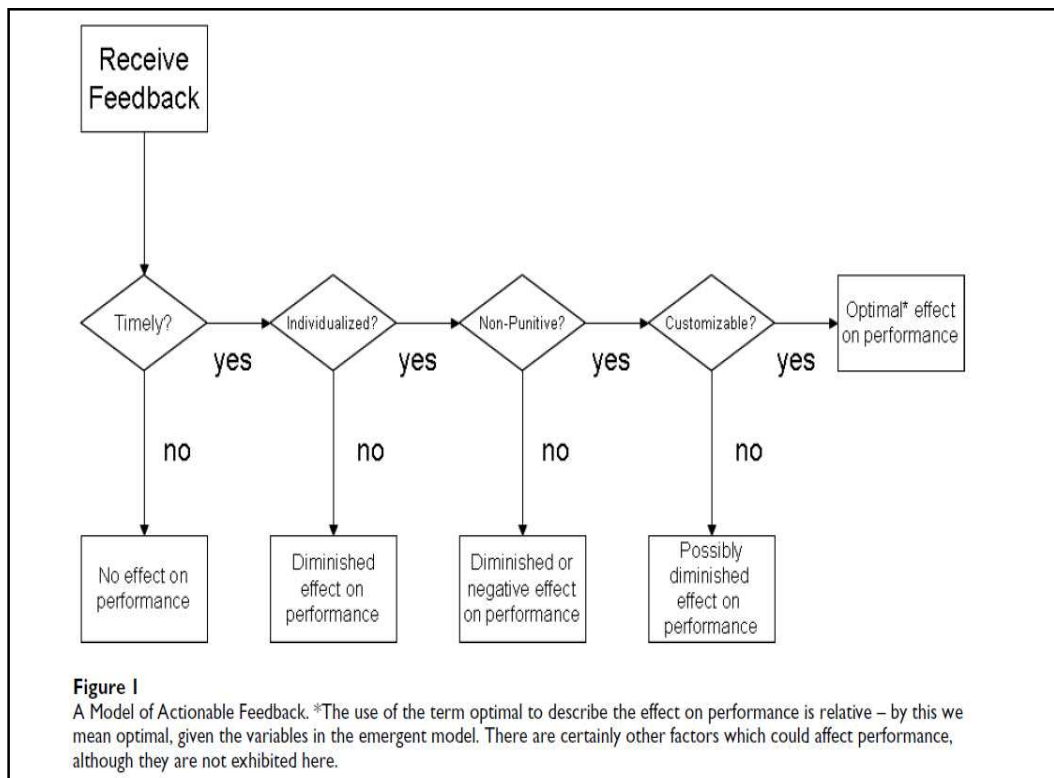 Receive
Feedback
Timely?
yes
Individualized?
yes
Non-Punitive?
yes
Customizable?
yes
Optimal* effect
on performance
no
no
no
no
No effect on
performance
Diminished
effect on
performance
Diminished or
negative effect
on performance
Possibly
diminished
effect on
performance
Figure 1
A Model of Actionable Feedback. *The use of the term optimal to describe the effect on performance is relative – by this we
mean optimal, given the variables in the emergent model. There are certainly other factors which could affect performance,
although they are not exhibited here.